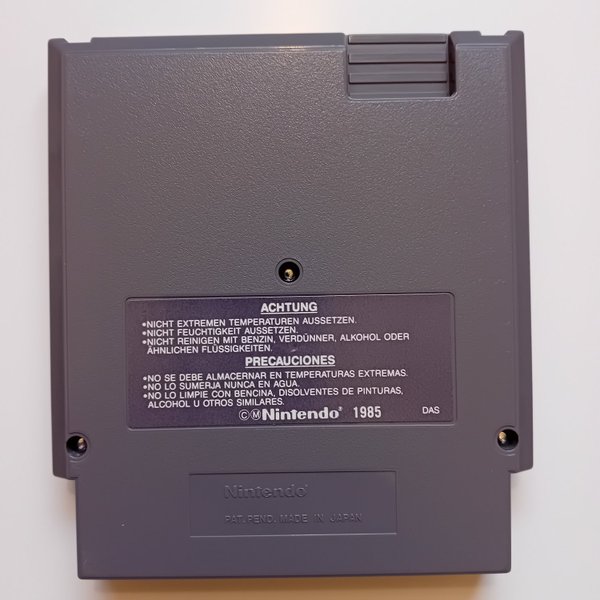 ACHTUNG
•NICHT EXTREMEN TEMPERATUREN AUSSETZEN.
•NICHT FEUCHTIGKEIT AUSSETZEN.
•NICHT REINIGEN MIT BENZIN, VERDÜNNER, ALKOHOL ODER
ÄHNLICHEN FLÜSSIGKEITEN.
PRECAUCIONES
•NO SE DEBE ALMACERNAR EN TEMPERATURAS EXTREMAS.
•NO LO SUMERJA NUNCA EN AGUA.
•NO LO LIMPIE CON BENCINA, DISOLVENTES DE PINTURAS,
ALCOHOL U OTROS SIMILARES.
©Ⓜ Nintendo® 1985 DAS
Nintendo®
PAT. PEND. MADE IN JAPAN